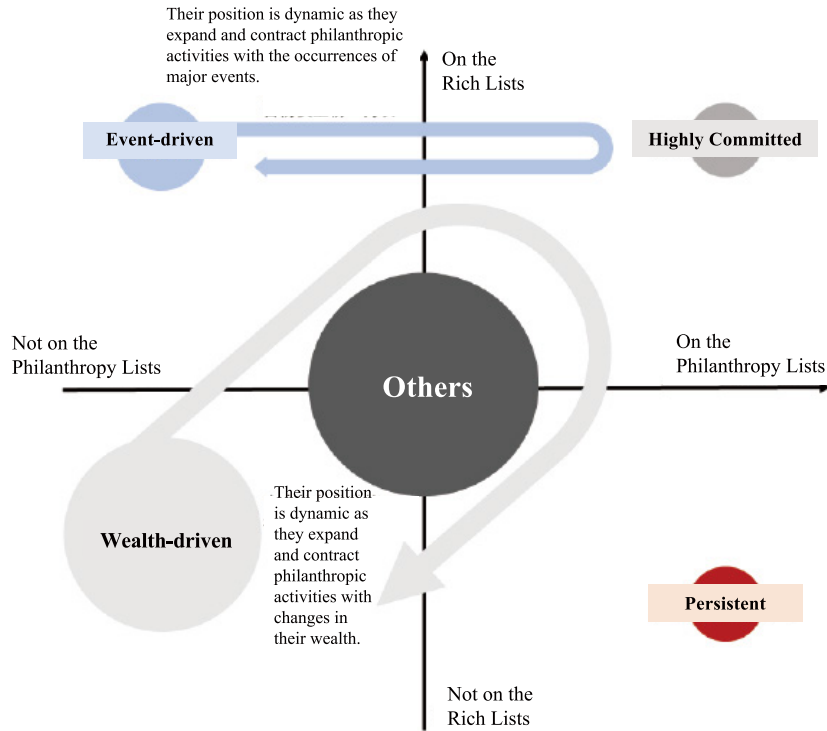 Their position is dynamic as they
expand and contract philanthropic
activities with the occurrences of
major events.
On the
Rich Lists
Event-driven
Highly Committed
Not on the
Philanthropy Lists
On the
Philanthropy Lists
Others
Wealth-driven
Their position
is dynamic as
they expand
and contract
philanthropic
activities with
changes in
their wealth.
Persistent
Not on the
Rich Lists